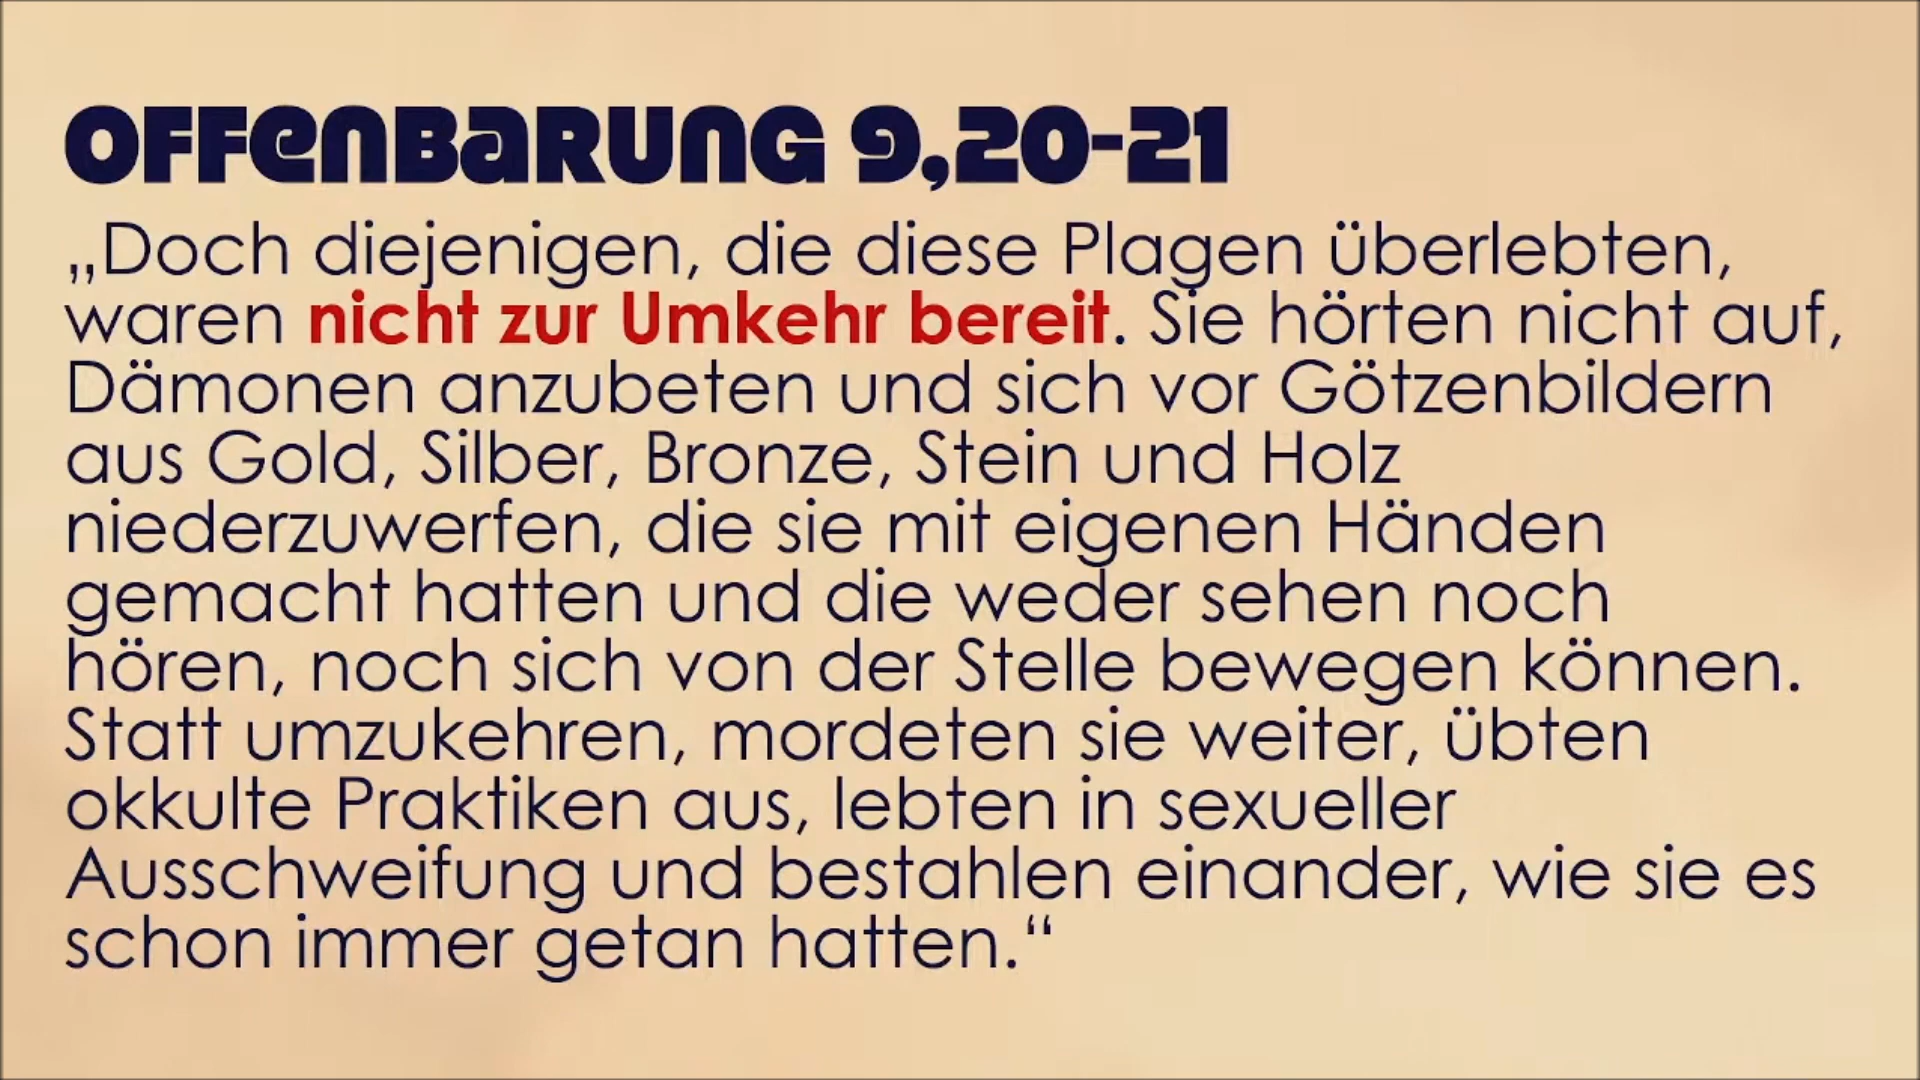 OFFENBARUNG 9,20-21
„Doch diejenigen, die diese Plagen überlebten,
waren nicht zur Umkehr bereit. Sie hörten nicht auf,
Dämonen anzubeten und sich vor Götzenbildern
aus Gold, Silber, Bronze, Stein und Holz
niederzuwerfen, die sie mit eigenen Händen
gemacht hatten und die weder sehen noch
hören, noch sich von der Stelle bewegen können.
Statt umzukehren, mordeten sie weiter, übten
okkulte Praktiken aus, lebten in sexueller
Ausschweifung und bestahlen einander, wie sie es
schon immer getan hatten.“